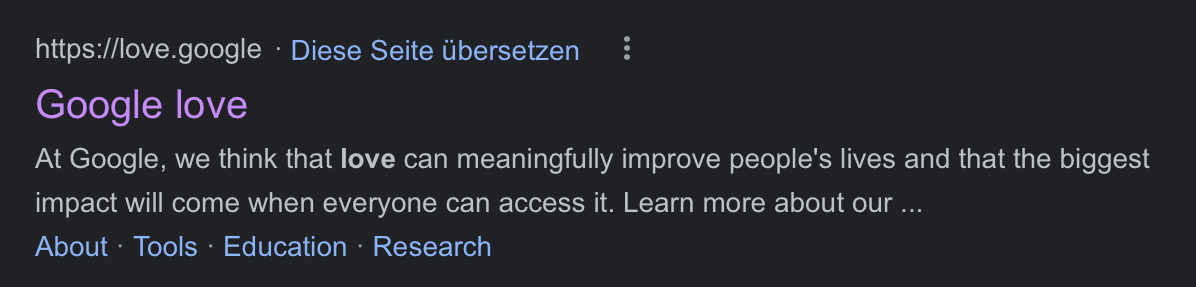 https://love.google · Diese Seite übersetzen
Google love
At Google, we think that love can meaningfully improve people's lives and that the biggest
impact will come when everyone can access it. Learn more about our ...
About · Tools · Education · Research